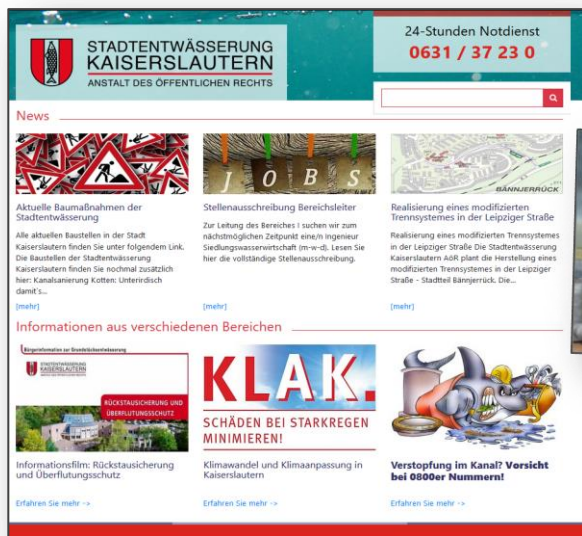 STADTENTWÄSSERUNG
KAISERSLAUTERN
ANSTALT DES ÖFFENTLICHEN RECHTS
24-Stunden Notdienst
0631 / 37 23 0
News
JOBS
BÄNNJERRÜCK
Aktuelle Baumaßnahmen der
Stadtentwässerung
Alle aktuellen Baustellen in der Stadt
Kaiserslautern finden Sie unter folgendem Link.
Die Baustellen der Stadtentwässerung
Kaiserslautern finden Sie nochmal zusätzlich
hier: Kanalsanierung Kotten: Unterirdisch
damit's...
[mehr]
Stellenausschreibung Bereichsleiter
Zur Leitung des Bereiches I suchen wir zum
nächstmöglichen Zeitpunkt eine/n Ingenieur
Siedlungswasserwirtschaft (m-w-d). Lesen Sie
hier die vollständige Stellenausschreibung.
[mehr]
Realisierung eines modifizierten
Trennsystemes in der Leipziger Straße
Realisierung eines modifizierten Trennsystemes
in der Leipziger Straße Die Stadtentwässerung
Kaiserslautern AöR plant die Herstellung eines
modifizierten Trennsystemes in der Leipziger
Straße - Stadtteil Bännjerrück. Die...
[mehr]
Informationen aus verschiedenen Bereichen
Bürgerinformation zur Grundstücksentwässerung
STADTENTWÄSSERUNG
KAISERSLAUTERN
RÜCKSTAUSICHERUNG UND
ÜBERFLUTUNGSSCHUTZ
Informationsfilm: Rückstausicherung
und Überflutungsschutz
Erfahren Sie mehr ->
KLAK.
SCHÄDEN BEI STARKREGEN
MINIMIEREN!
Klimawandel und Klimaanpassung in
Kaiserslautern
Erfahren Sie mehr ->
Verstopfung im Kanal? Vorsicht
bei 0800er Nummern!
Erfahren Sie mehr ->